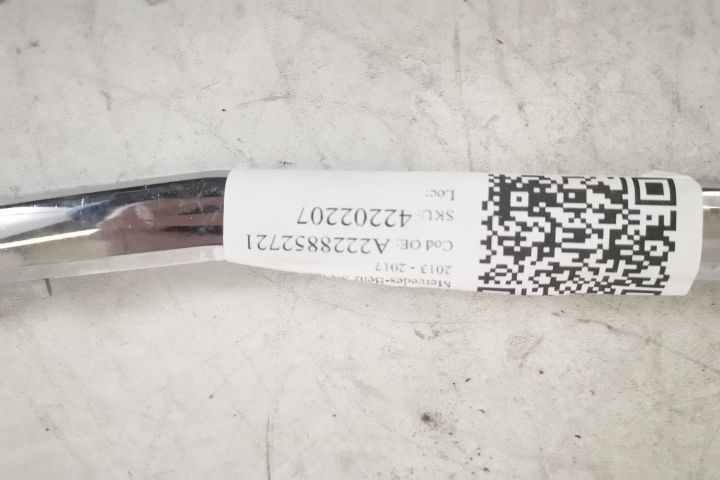 Mercedes-Benz
2013 - 2017
Cod OE: A2228852721
SKU: 42202207
Loc: